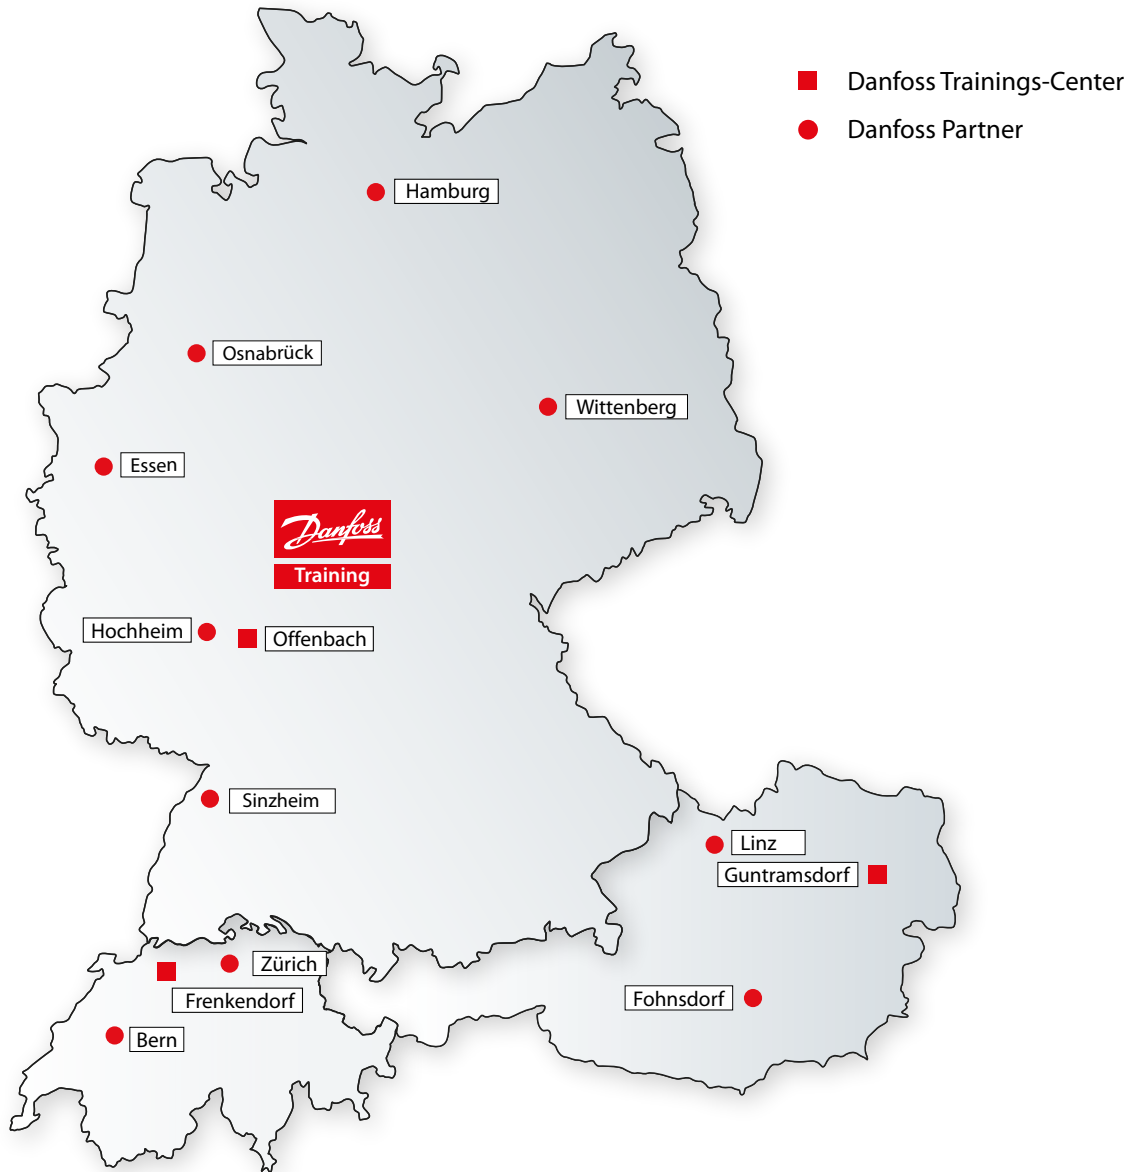 Danfoss Trainings-Center
Danfoss Partner
Hamburg
Osnabrück
Wittenberg
Essen
Danfoss
Training
Hochheim
Offenbach
Sinzheim
Linz
Guntramsdorf
Zürich
Frenkendorf
Fohnsdorf
Bern